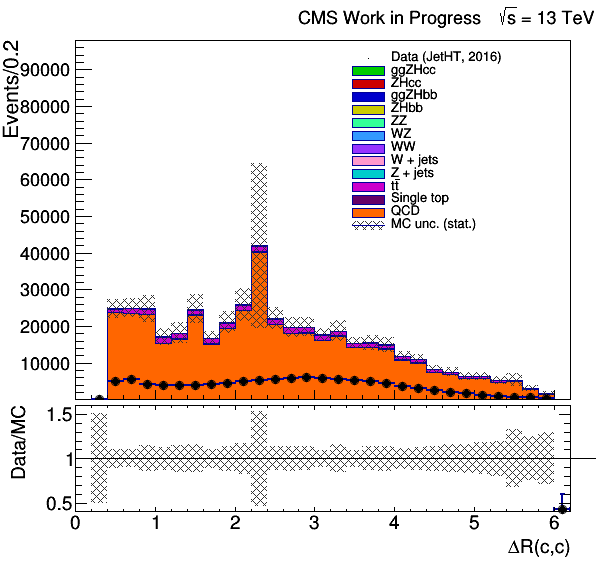 CMS Work in Progress √s = 13 TeV
Events/0.2
90000
80000
70000
60000
50000
40000
30000
20000
10000
Data (JetHT, 2016)
ggZHcc
ZHcc
ggZHbb
ZHbb
ZZ
WZ
WW
W + jets
Z + jets
tt̄
Single top
QCD
MC unc. (stat.)
Data/MC
1.5
1
0.5
0 1 2 3 4 5 6
ΔR(c,c)